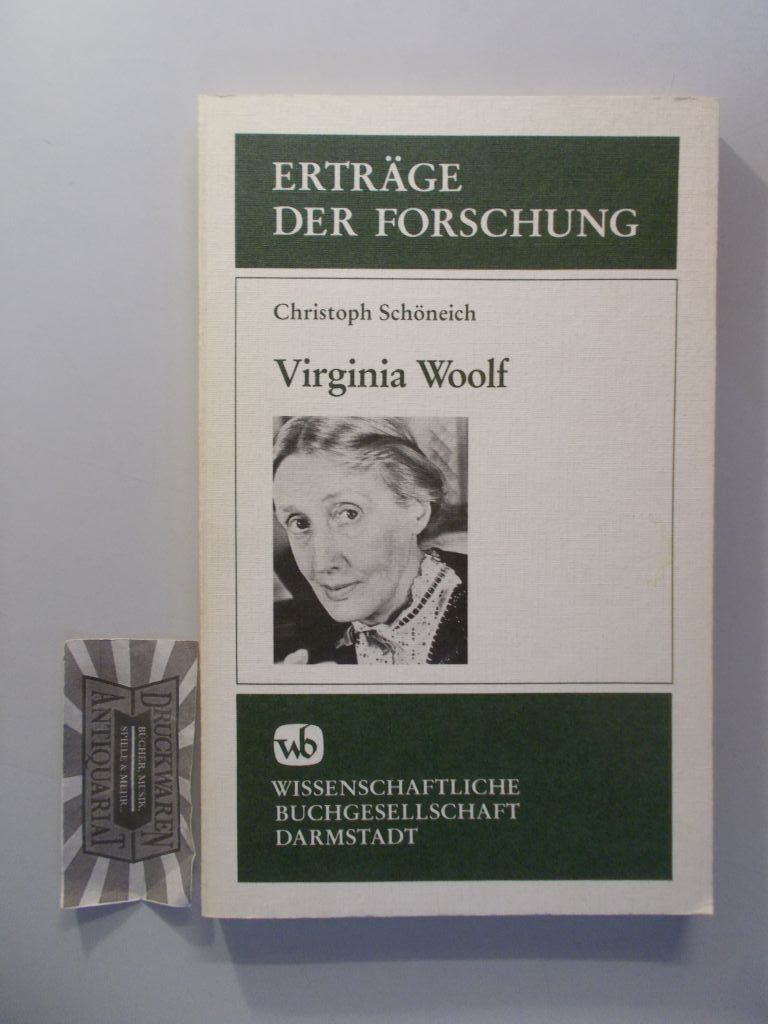 ERTRÄGE
DER FORSCHUNG
Christoph Schöneich
Virginia Woolf
wb
WISSENSCHAFTLICHE
BUCHGESELLSCHAFT
DARMSTADT
DRUCKWAREN
BÜCHER, MUSIK,
SPIELE & MEHR...
ANTIQUARIAT